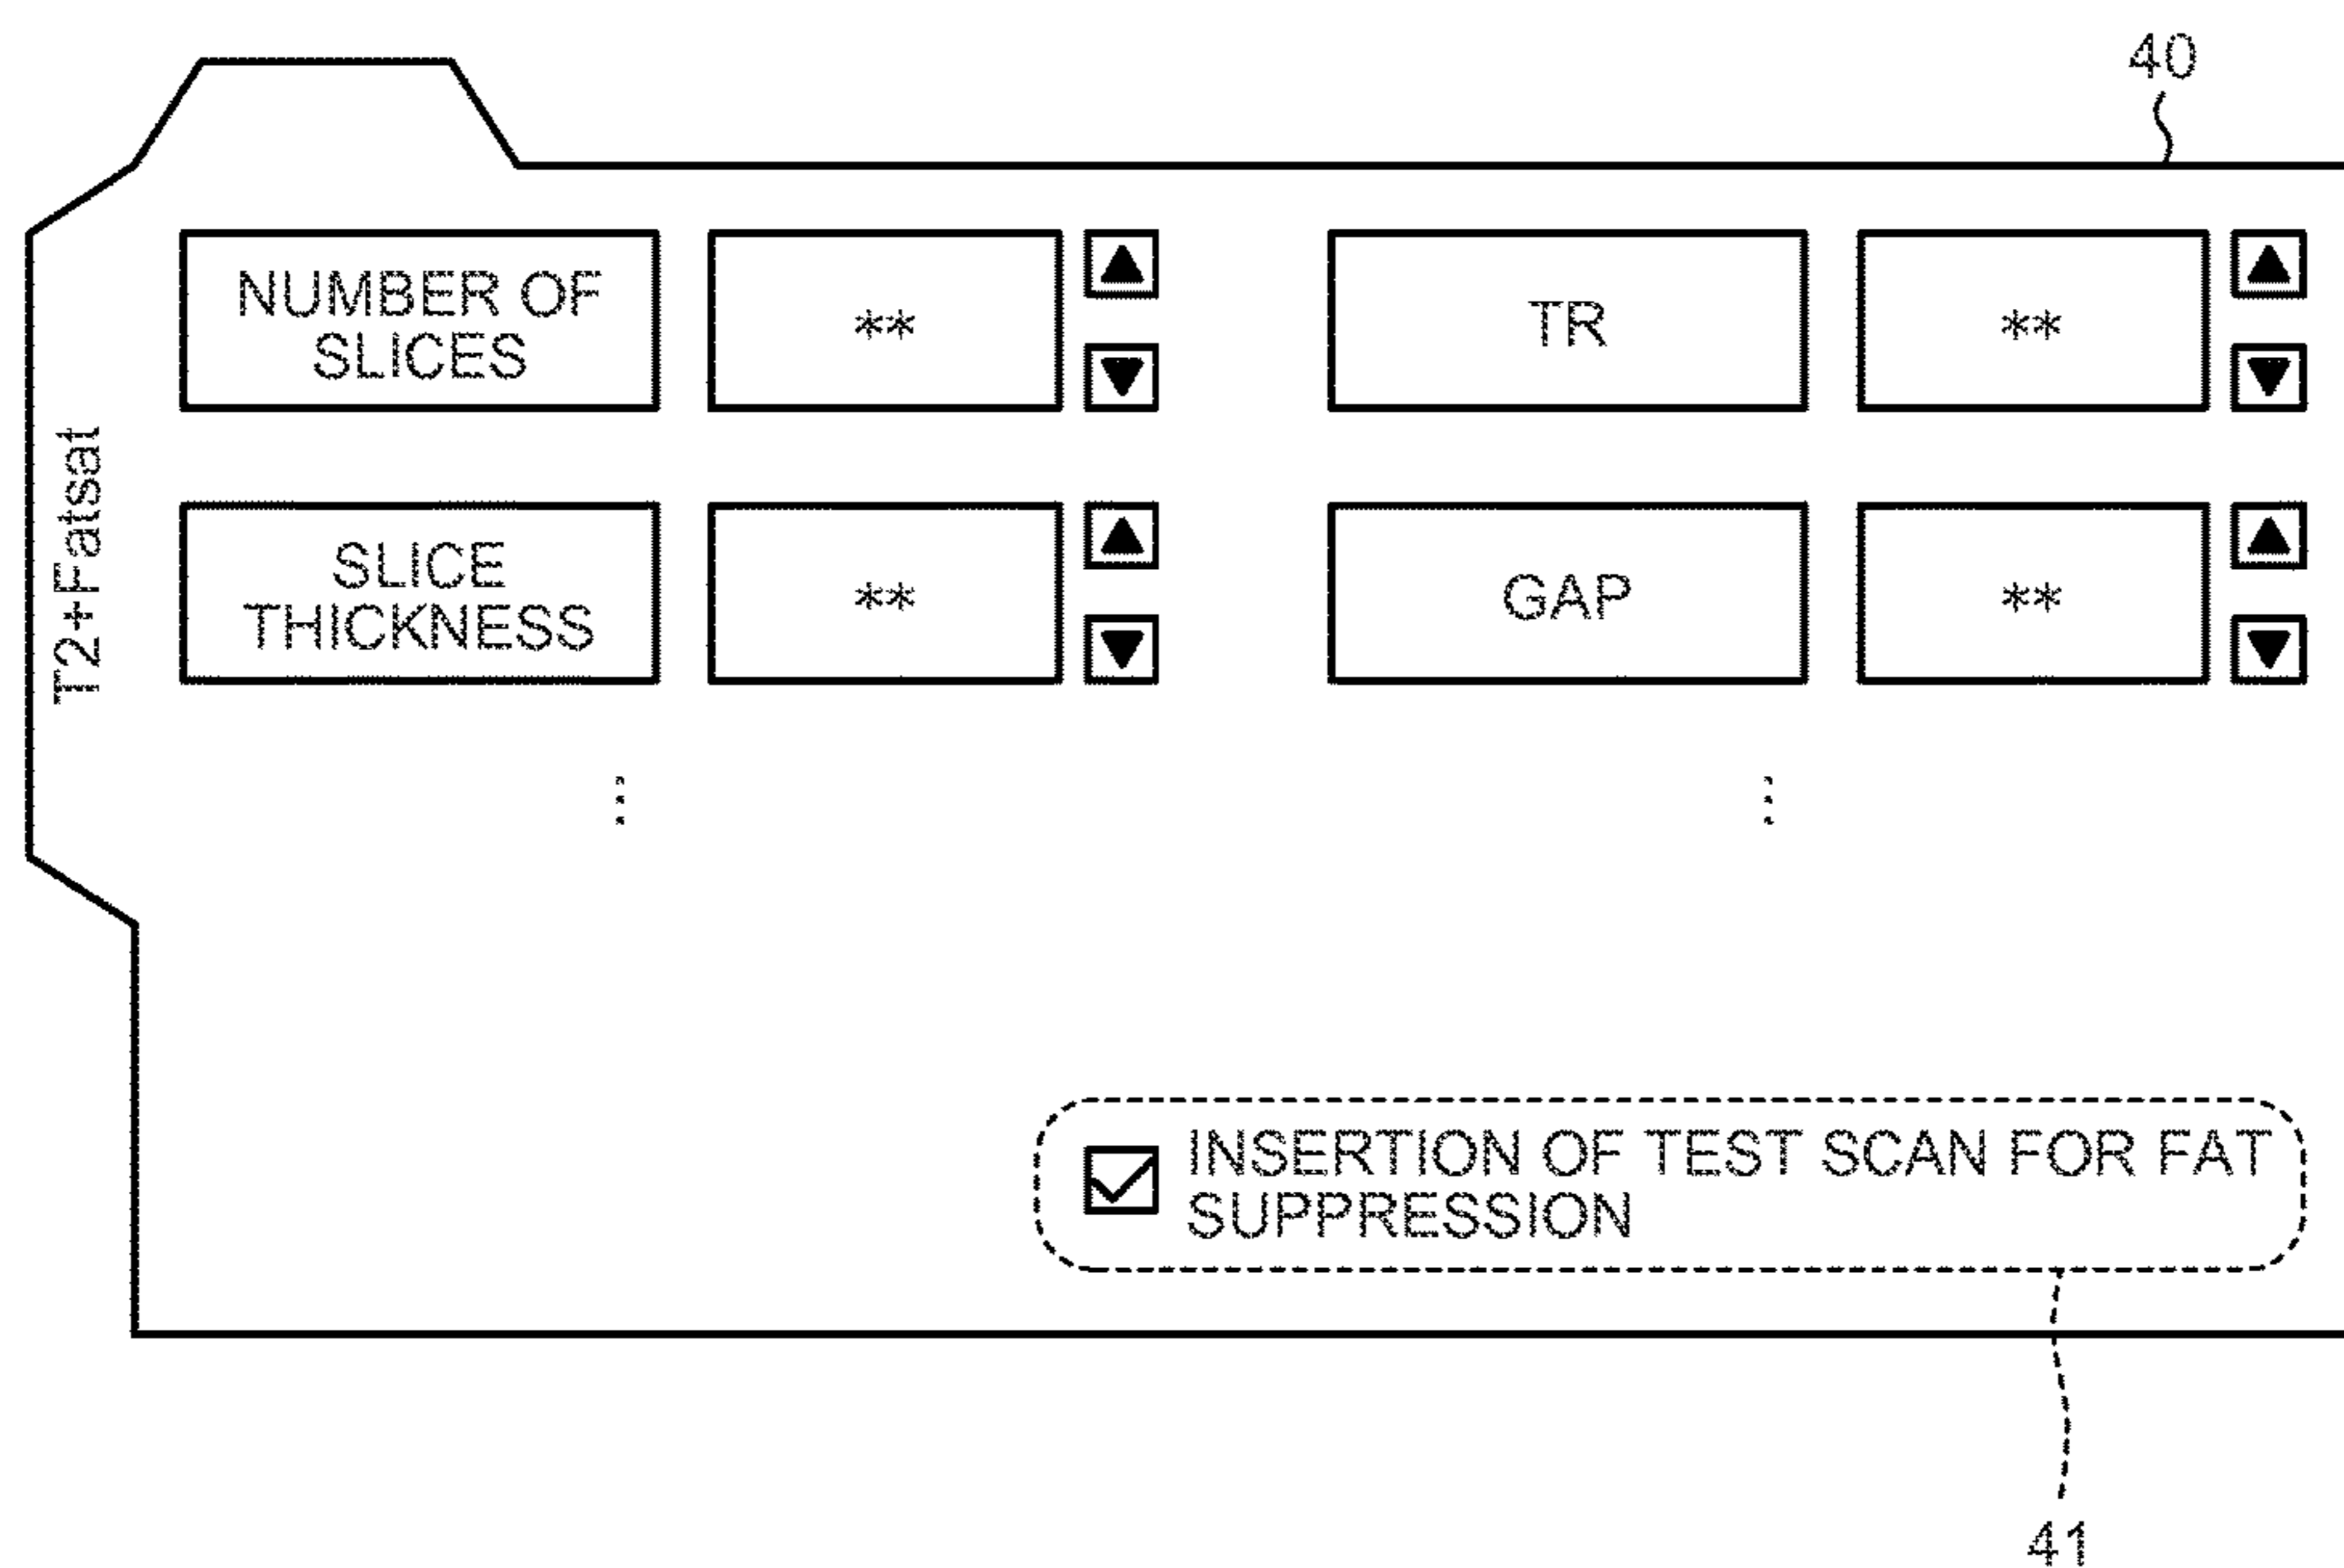 40
NUMBER OF
SLICES
**
TR
**
T2+Fatsat
SLICE
THICKNESS
**
GAP
**
INSERTION OF TEST SCAN FOR FAT
SUPPRESSION
41